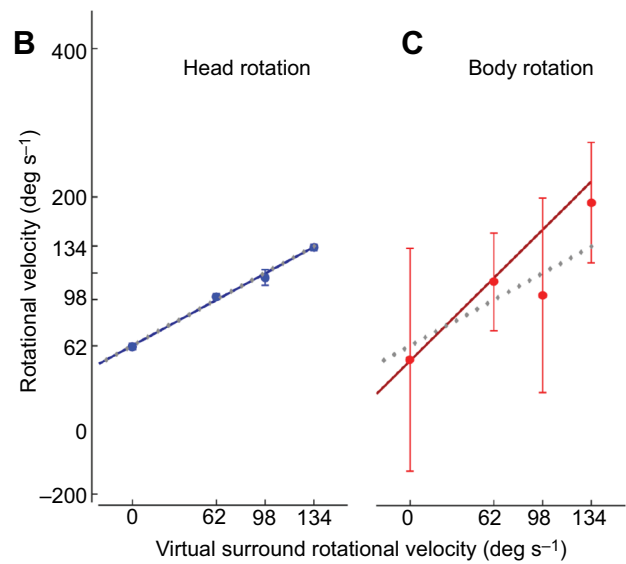 B
C
Head rotation
Body rotation
Rotational velocity (deg s⁻¹)
400
200
134
98
62
0
–200
0 62 98 134
0 62 98 134
Virtual surround rotational velocity (deg s⁻¹)